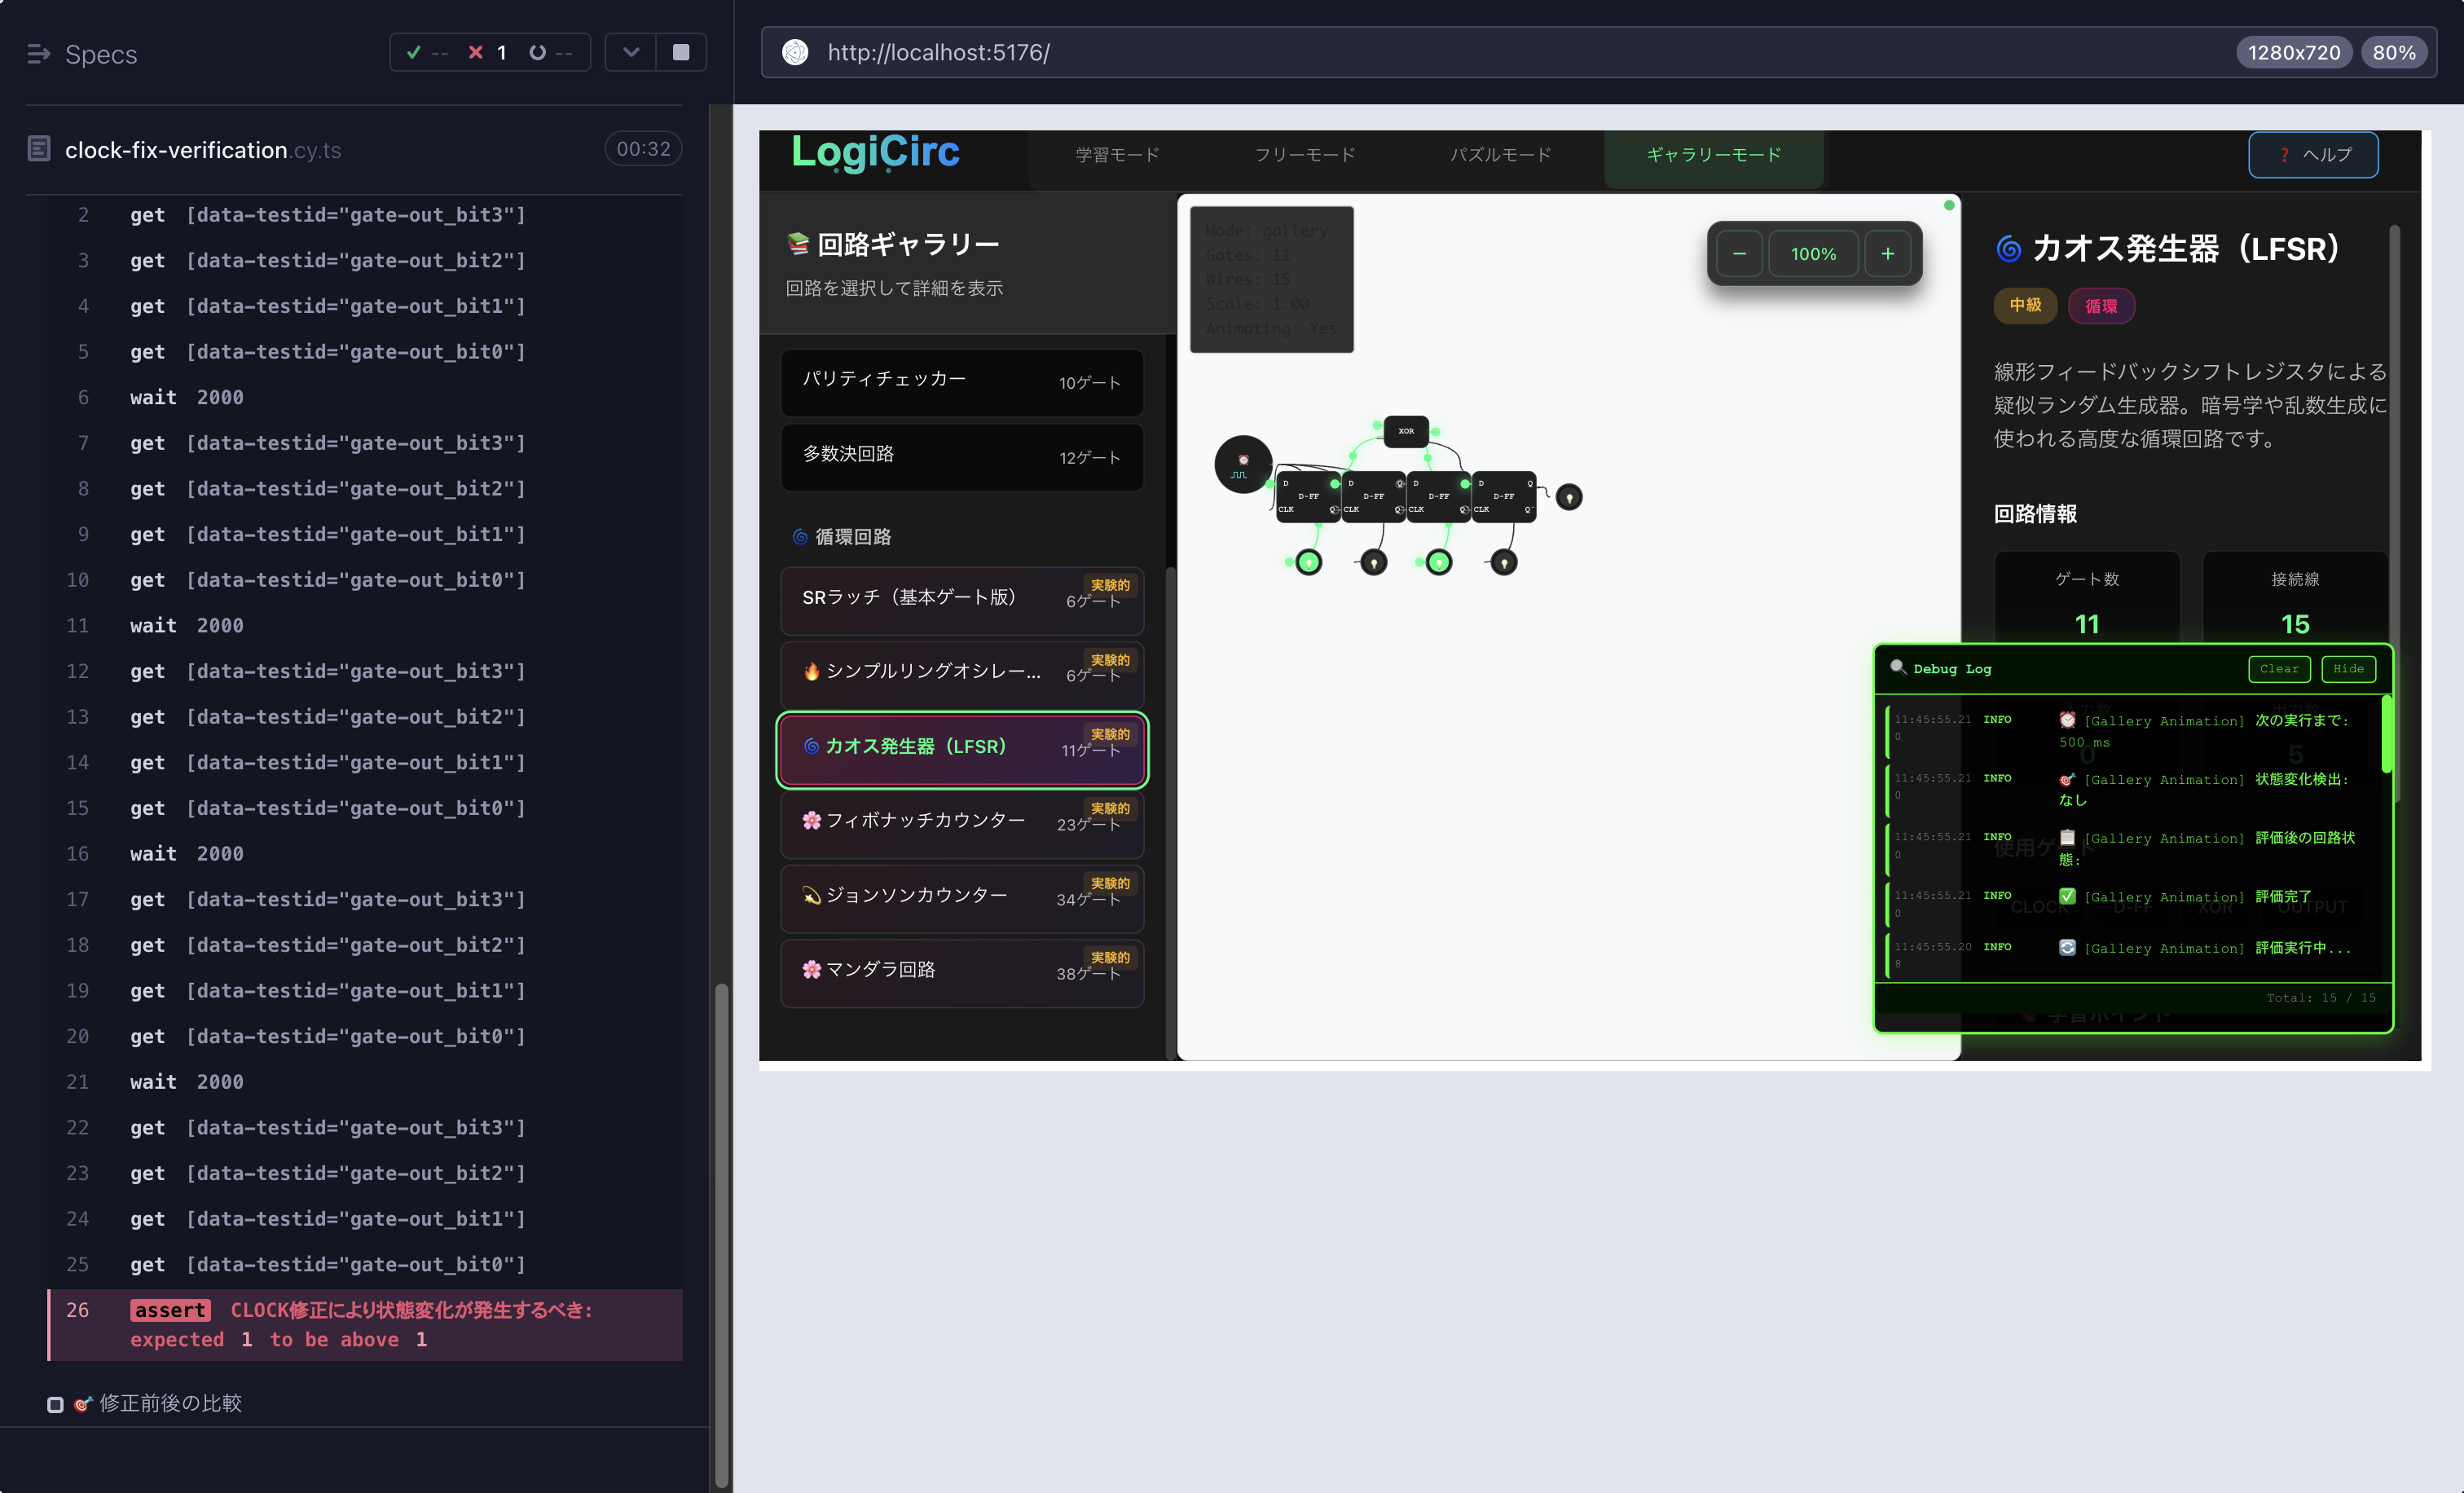 Specs
-- 1 --
clock-fix-verification.cy.ts 00:32
2 get [data-testid="gate-out_bit3"]
3 get [data-testid="gate-out_bit2"]
4 get [data-testid="gate-out_bit1"]
5 get [data-testid="gate-out_bit0"]
6 wait 2000
7 get [data-testid="gate-out_bit3"]
8 get [data-testid="gate-out_bit2"]
9 get [data-testid="gate-out_bit1"]
10 get [data-testid="gate-out_bit0"]
11 wait 2000
12 get [data-testid="gate-out_bit3"]
13 get [data-testid="gate-out_bit2"]
14 get [data-testid="gate-out_bit1"]
15 get [data-testid="gate-out_bit0"]
16 wait 2000
17 get [data-testid="gate-out_bit3"]
18 get [data-testid="gate-out_bit2"]
19 get [data-testid="gate-out_bit1"]
20 get [data-testid="gate-out_bit0"]
21 wait 2000
22 get [data-testid="gate-out_bit3"]
23 get [data-testid="gate-out_bit2"]
24 get [data-testid="gate-out_bit1"]
25 get [data-testid="gate-out_bit0"]
26 assert CLOCK修正により状態変化が発生するべき:
expected 1 to be above 1
🎯 修正前後の比較
http://localhost:5176/ 1280x720 80%
LogiCirc 学習モード フリーモード パズルモード ギャラリーモード ❓ ヘルプ
📚 回路ギャラリー
回路を選択して詳細を表示
パリティチェッカー 10ゲート
多数決回路 12ゲート
🌀 循環回路
SRラッチ（基本ゲート版） 実験的 6ゲート
🔥 シンプルリングオシレー... 実験的 6ゲート
🌀 カオス発生器（LFSR） 実験的 11ゲート
🌸 フィボナッチカウンター 実験的 23ゲート
💫 ジョンソンカウンター 実験的 34ゲート
🌸 マンダラ回路 実験的 38ゲート
Mode: gallery
Gates: 11
Wires: 15
Scale: 1.00
Animating: Yes
− 100% +
XOR
D D D D Q
D-FF D-FF D-FF D-FF
CLK CLK CLK CLK
🌀 カオス発生器（LFSR）
中級 循環
線形フィードバックシフトレジスタによる
疑似ランダム生成器。暗号学や乱数生成に
使われる高度な循環回路です。
回路情報
ゲート数 接続線
11 15
0 5
使用ゲート
CLOCK D-FF XOR OUTPUT
学習ポイント
🔍 Debug Log Clear Hide
11:45:55.210 INFO ⏰ [Gallery Animation] 次の実行まで:
500 ms
11:45:55.210 INFO 🎯 [Gallery Animation] 状態変化検出:
なし
11:45:55.210 INFO 📋 [Gallery Animation] 評価後の回路状
態:
11:45:55.210 INFO ✅ [Gallery Animation] 評価完了
11:45:55.208 INFO 🔄 [Gallery Animation] 評価実行中...
Total: 15 / 15